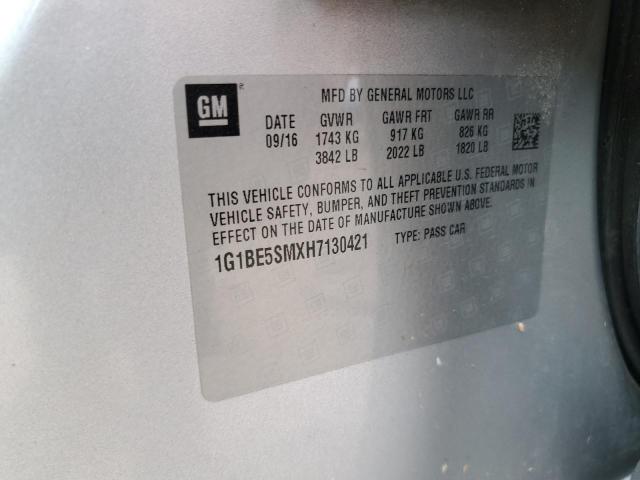 GM
MFD BY GENERAL MOTORS LLC
DATE GVWR GAWR FRT GAWR RR
09/16 1743 KG 917 KG 826 KG
3842 LB 2022 LB 1820 LB
THIS VEHICLE CONFORMS TO ALL APPLICABLE U.S. FEDERAL MOTOR
VEHICLE SAFETY, BUMPER, AND THEFT PREVENTION STANDARDS IN
EFFECT ON THE DATE OF MANUFACTURE SHOWN ABOVE.
1G1BE5SMXH7130421 TYPE: PASS CAR